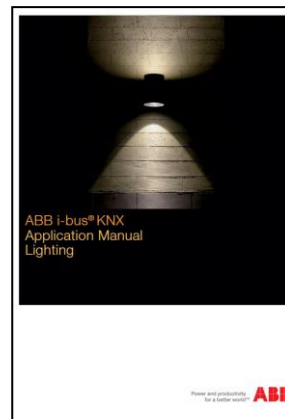 ABB i-bus® KNX
Application Manual
Lighting
Power and productivity
for a better world™
ABB